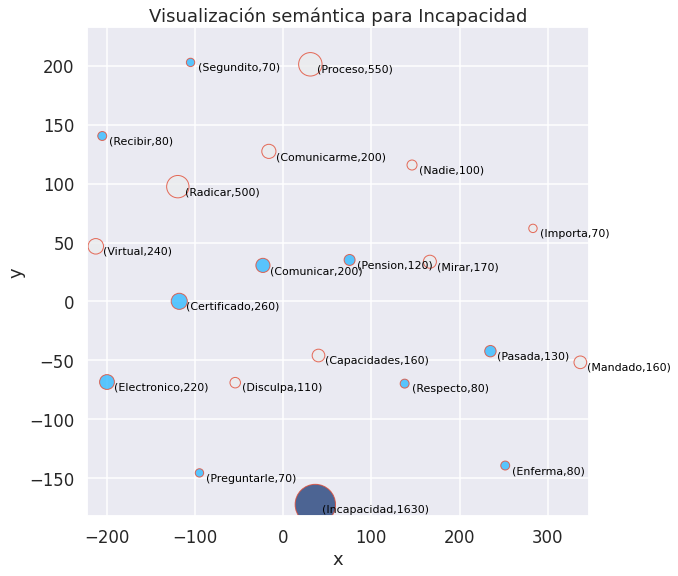 Visualización semántica para Incapacidad
200
150
100
50
0
−50
−100
−150
y
(Segundito,70)
(Proceso,550)
(Recibir,80)
(Comunicarme,200)
(Nadie,100)
(Radicar,500)
(Importa,70)
(Virtual,240)
(Comunicar,200)
(Pension,120)
(Mirar,170)
(Certificado,260)
(Capacidades,160)
(Pasada,130)
(Mandado,160)
(Electronico,220)
(Disculpa,110)
(Respecto,80)
(Preguntarle,70)
(Enferma,80)
(Incapacidad,1630)
−200 −100 0 100 200 300
x